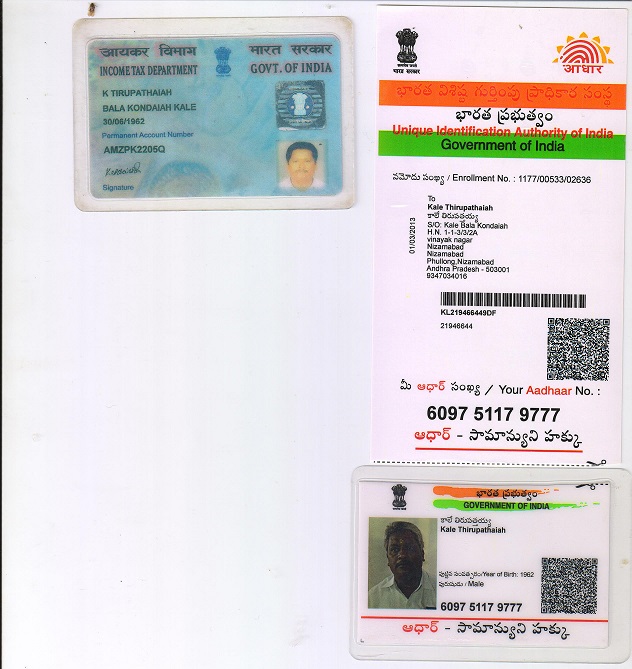 आयकर विभाग
भारत सरकार
INCOME TAX DEPARTMENT
GOVT. OF INDIA
K TIRUPATHAIAH
BALA KONDAIAH KALE
30/06/1962
Permanent Account Number
AMZPK2205Q
Signature
भारत सरकार
आधार
భారత విశిష్ట గుర్తింపు ప్రాధికార సంస్థ
భారత ప్రభుత్వం
Unique Identification Authority of India
Government of India
నమోదు సంఖ్య / Enrollment No. : 1177/00533/02636
01/03/2013
To
Kale Thirupathaiah
కాలే తిరుపతయ్య
S/O: Kale Bala Kondaiah
H.N. 1-1-3/3/2A
vinayak nagar
Nizamabad
Nizamabad
Phullong,Nizamabad
Andhra Pradesh - 503001
9347034016
KL219466449DF
21946644
మీ ఆధార్ సంఖ్య / Your Aadhaar No. :
6097 5117 9777
ఆధార్ - సామాన్యుని హక్కు
భారత ప్రభుత్వం
GOVERNMENT OF INDIA
కాలే తిరుపతయ్య
Kale Thirupathaiah
పుట్టిన సంవత్సరం/Year of Birth: 1962
పురుషుడు / Male
6097 5117 9777
ఆధార్ - సామాన్యుని హక్కు